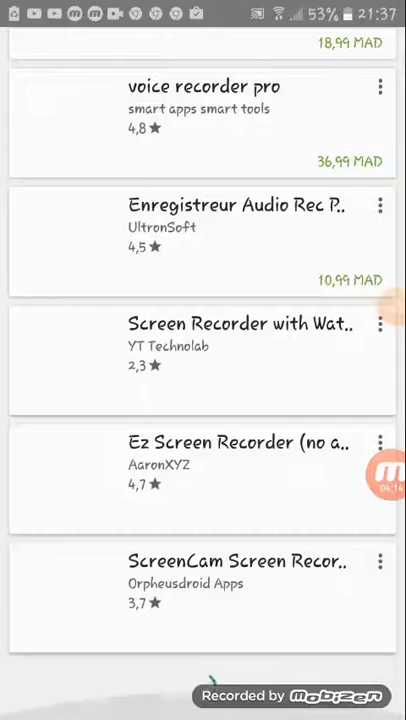 53% 21:37
18,99 MAD
voice recorder pro
smart apps smart tools
4,8★
36,99 MAD
Enregistreur Audio Rec P..
UltronSoft
4,5★
10,99 MAD
Screen Recorder with Wat..
YT Technolab
2,3★
Ez Screen Recorder (no a..
AaronXYZ
4,7★
04:14
ScreenCam Screen Recor..
Orpheusdroid Apps
3,7★
Recorded by mobizen